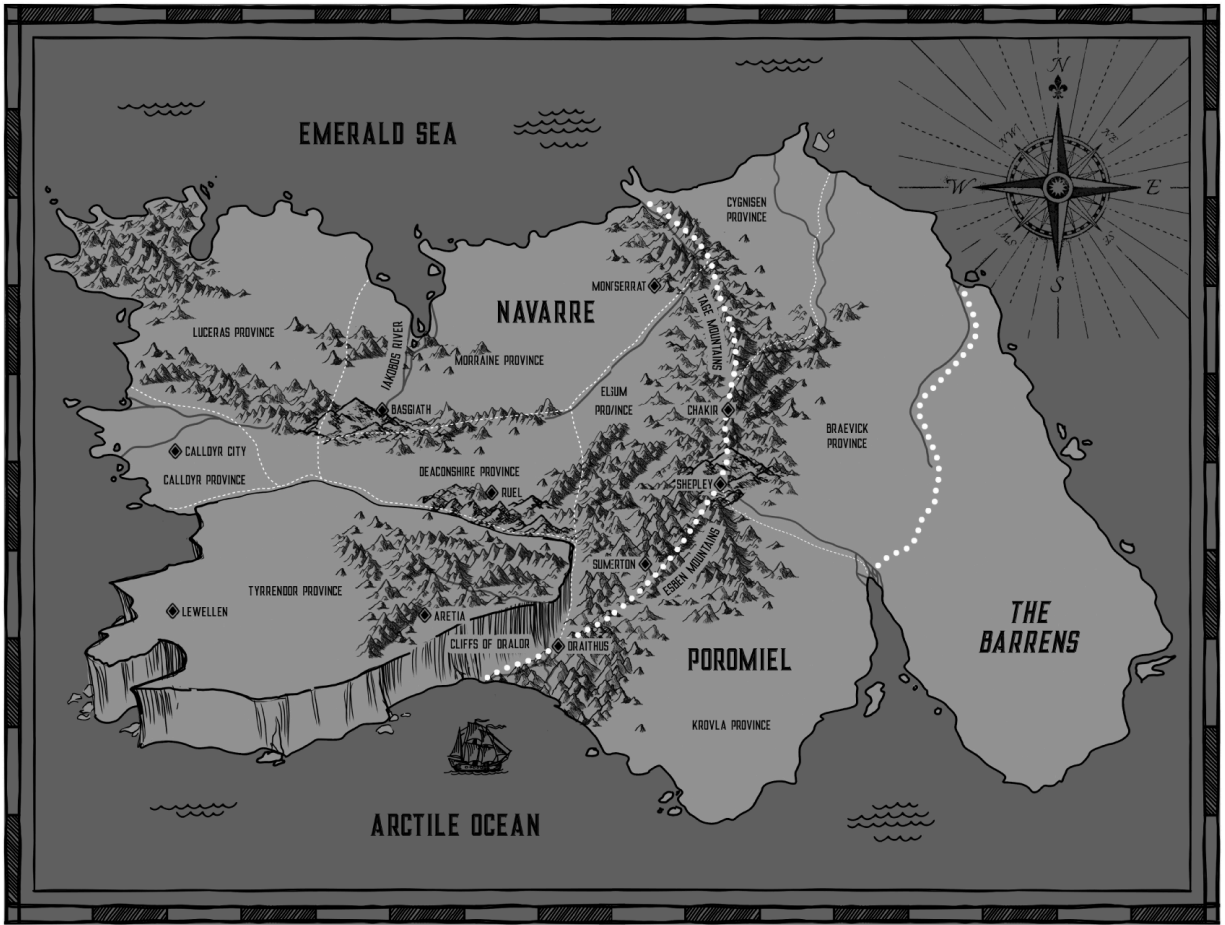 N
NW
NE
W
E
SW
SE
S
EMERALD SEA
CYGNISEN
PROVINCE
MONTSERRAT
NAVARRE
TAGE MOUNTAINS
LUCERAS PROVINCE
IAKOBOS RIVER
MORRAINE PROVINCE
ELSUM
PROVINCE
BASGIATH
CHAKIR
BRAEVICK
PROVINCE
CALLDYR CITY
CALLDYR PROVINCE
DEACONSHIRE PROVINCE
RUEL
SHEPLEY
SUMERTON
ESBEN MOUNTAINS
TYRRENDOR PROVINCE
LEWELLEN
ARETIA
CLIFFS OF DRALOR
DRAITHUS
POROMIEL
THE
BARRENS
KROVLA PROVINCE
ARCTILE OCEAN